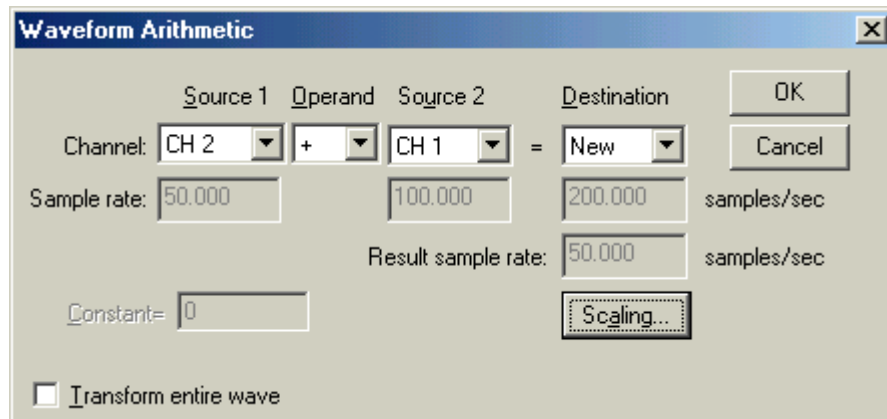 Waveform Arithmetic
Source 1 Operand Source 2 Destination OK
Channel: CH 2 + CH 1 = New Cancel
Sample rate: 50.000 100.000 200.000 samples/sec
Result sample rate: 50.000 samples/sec
Constant= 0 Scaling...
Transform entire wave